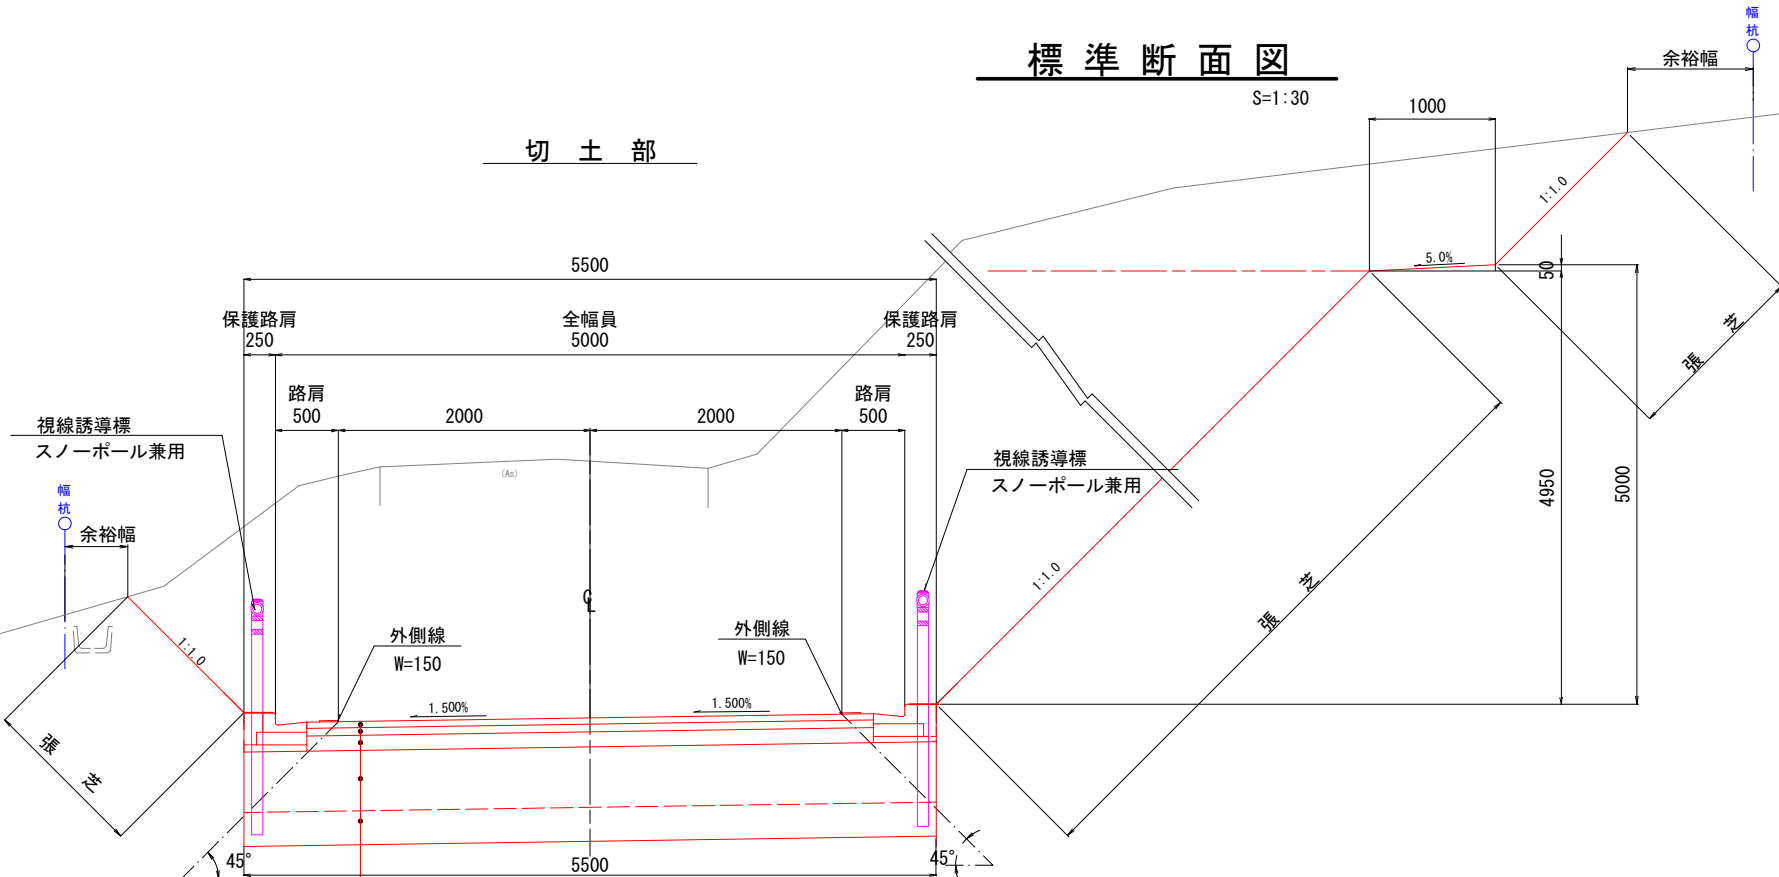 標準断面図
S=1:30
切土部
幅杭
余裕幅
1000
1:1.0
5.0%
50
4950
5000
張芝
5500
保護路肩
250
全幅員
5000
保護路肩
250
路肩
500
2000
2000
路肩
500
視線誘導標
スノーポール兼用
(As)
視線誘導標
スノーポール兼用
幅杭
余裕幅
1:1.0
張芝
CL
外側線
W=150
外側線
W=150
1.500%
1.500%
1:1.0
張芝
45°
5500
45°